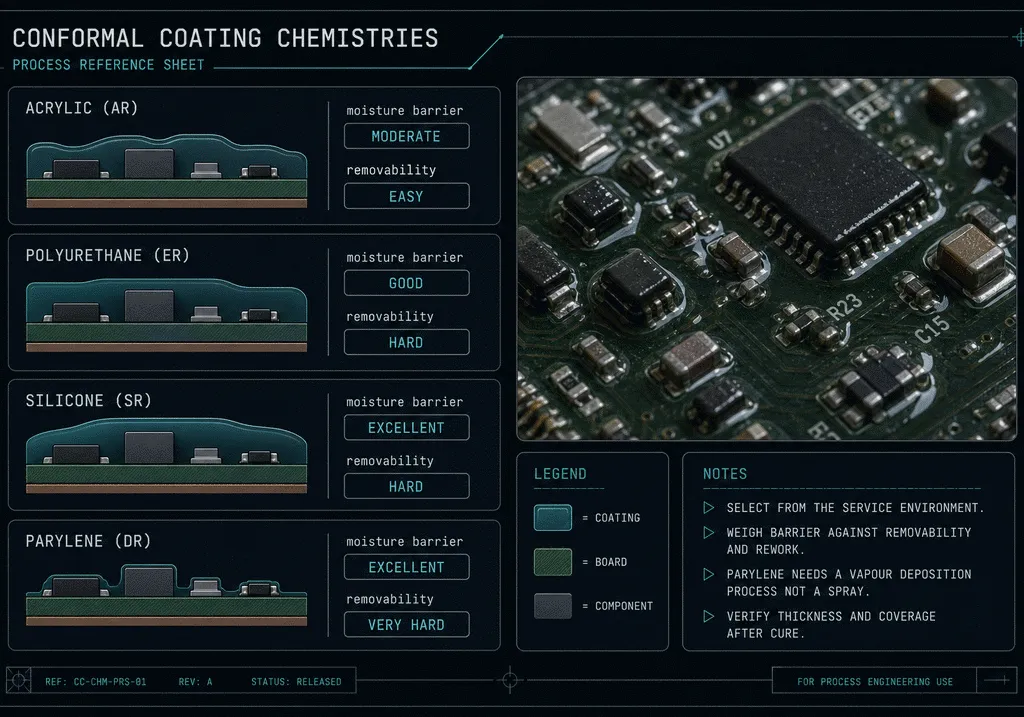 CONFORMAL COATING CHEMISTRIES
PROCESS REFERENCE SHEET
ACRYLIC (AR)
moisture barrier
MODERATE
removability
EASY
POLYURETHANE (ER)
moisture barrier
GOOD
removability
HARD
SILICONE (SR)
moisture barrier
EXCELLENT
removability
HARD
PARYLENE (DR)
moisture barrier
EXCELLENT
removability
VERY HARD
U7
R23
C15
LEGEND
= COATING
= BOARD
= COMPONENT
NOTES
SELECT FROM THE SERVICE ENVIRONMENT.
WEIGH BARRIER AGAINST REMOVABILITY
AND REWORK.
PARYLENE NEEDS A VAPOUR DEPOSITION
PROCESS NOT A SPRAY.
VERIFY THICKNESS AND COVERAGE
AFTER CURE.
REF: CC-CHM-PRS-01 REV: A STATUS: RELEASED
FOR PROCESS ENGINEERING USE